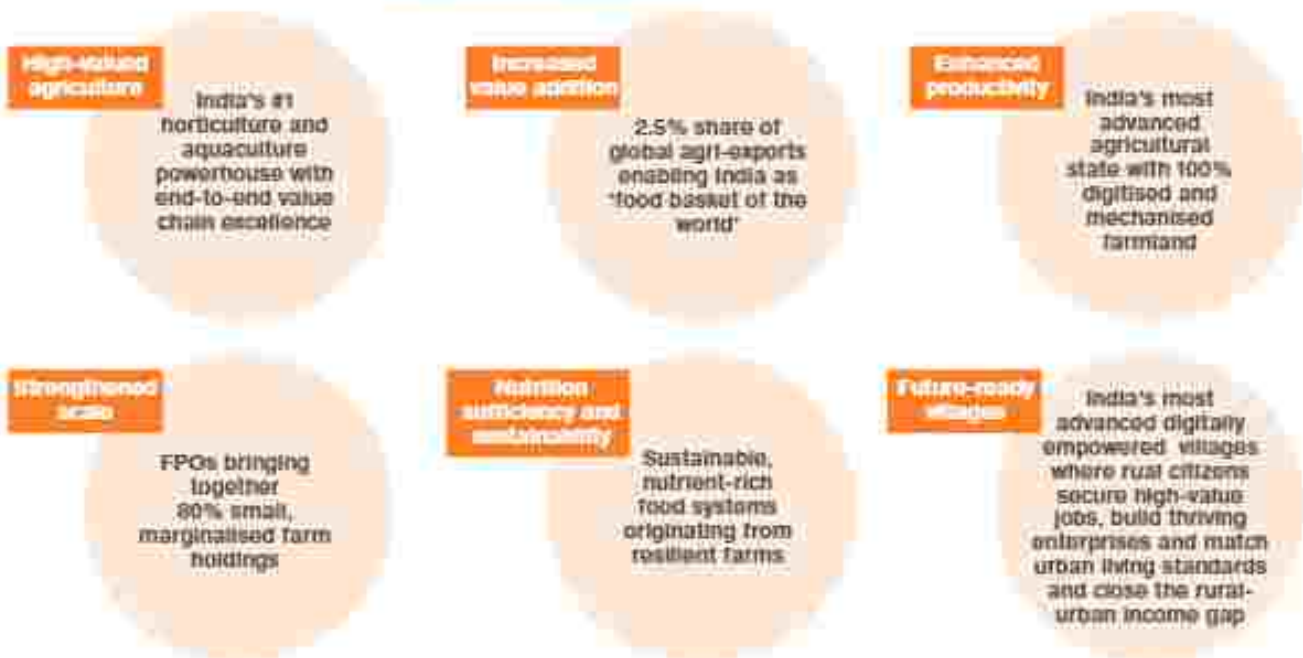 High-valued
agriculture
India's #1
horticulture and
aquaculture
powerhouse with
end-to-end value
chain excellence
Increased
value addition
2.5% share of
global agri-exports
enabling India as
"food basket of the
world"
Enhanced
productivity
India's most
advanced
agricultural
state with 100%
digitised and
mechanised
farmland
Strengthened
scale
FPOs bringing
together
80% small,
marginalised farm
holdings
Nutrition
sufficiency and
sustainability
Sustainable,
nutrient-rich
food systems
originating from
resilient farms
Future-ready
villages
India's most
advanced digitally
empowered villages
where rual citizens
secure high-value
jobs, build thriving
enterprises and match
urban living standards
and close the rural-
urban income gap